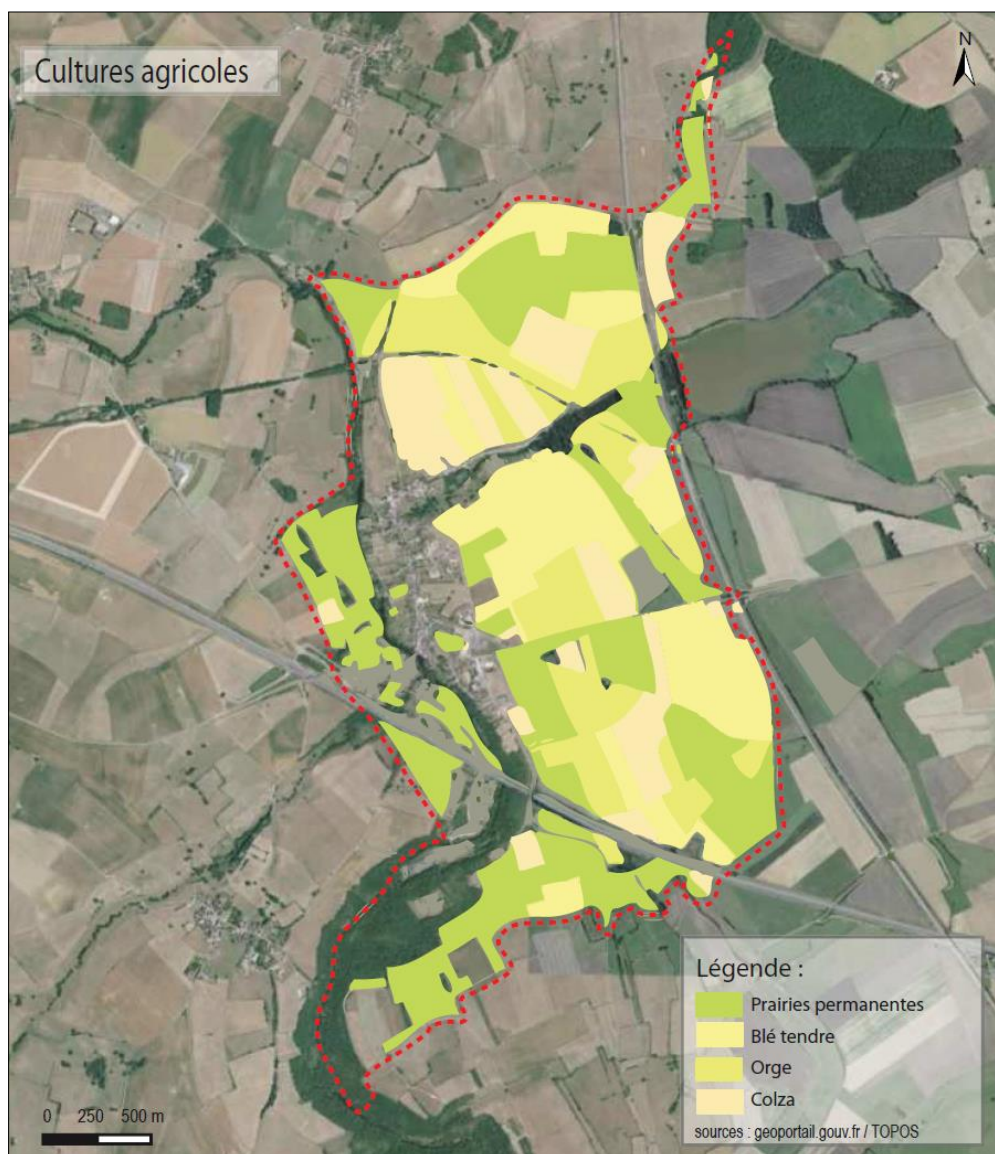 Cultures agricoles
N
Légende :
Prairies permanentes
Blé tendre
Orge
Colza
sources : geoportail.gouv.fr / TOPOS
0 250 500 m